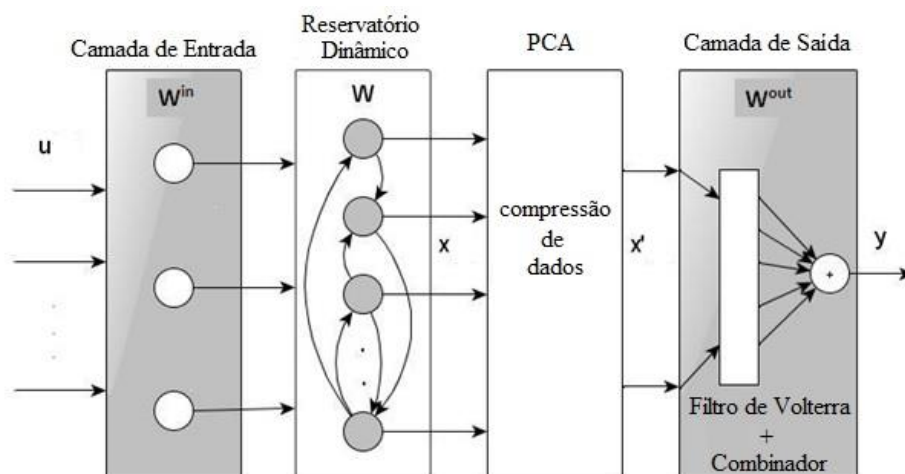 Camada de Entrada
Reservatório
Dinâmico
PCA
Camada de Saída
W^in
W
W^out
u
x
compressão
de
dados
x'
+
y
Filtro de Volterra
+
Combinador